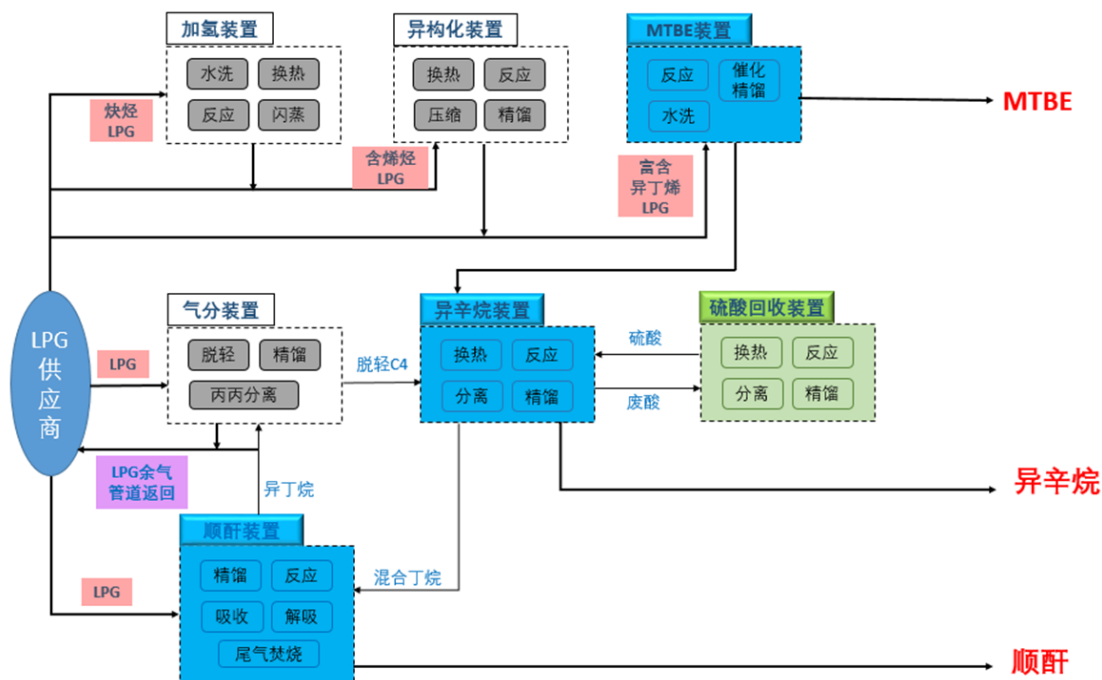 加氢装置
水洗
换热
反应
闪蒸
异构化装置
换热
反应
压缩
精馏
MTBE装置
反应
催化
精馏
水洗
MTBE
炔烃
LPG
含烯烃
LPG
富含
异丁烯
LPG
LPG
供
应
商
LPG
气分装置
脱轻
精馏
丙丙分离
脱轻C4
异辛烷装置
换热
反应
分离
精馏
硫酸
废酸
硫酸回收装置
换热
反应
分离
精馏
LPG余气
管道返回
异丁烷
异辛烷
顺酐装置
精馏
反应
吸收
解吸
尾气焚烧
LPG
混合丁烷
顺酐